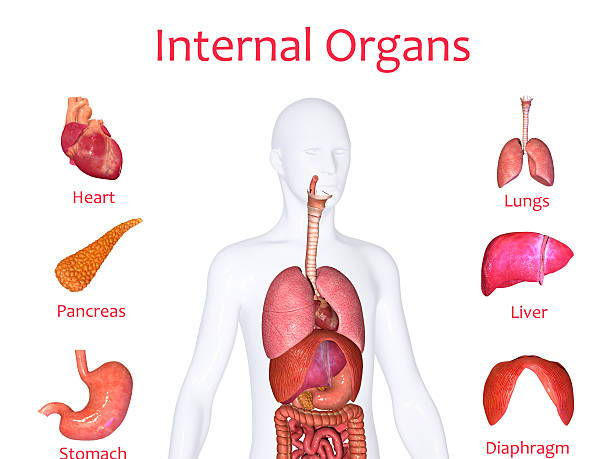 Internal Organs
Heart
Lungs
Pancreas
Liver
Stomach
Diaphragm